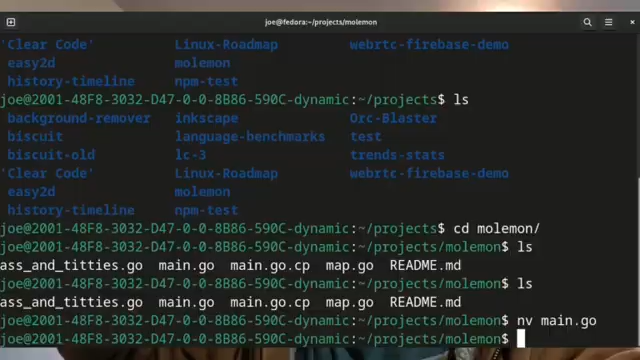 joe@fedora:~/projects/molemon
'Clear Code' Linux-Roadmap webrtc-firebase-demo
easy2d molemon
history-timeline npm-test
joe@2001-48F8-3032-D47-0-0-8B86-590C-dynamic:~/projects$ ls
background-remover inkscape Orc-Blaster
biscuit language-benchmarks test
biscuit-old lc-3 trends-stats
'Clear Code' Linux-Roadmap webrtc-firebase-demo
easy2d molemon
history-timeline npm-test
joe@2001-48F8-3032-D47-0-0-8B86-590C-dynamic:~/projects$ cd molemon/
joe@2001-48F8-3032-D47-0-0-8B86-590C-dynamic:~/projects/molemon$ ls
ass_and_titties.go main.go main.go.cp map.go README.md
joe@2001-48F8-3032-D47-0-0-8B86-590C-dynamic:~/projects/molemon$ ls
ass_and_titties.go main.go main.go.cp map.go README.md
joe@2001-48F8-3032-D47-0-0-8B86-590C-dynamic:~/projects/molemon$ nv main.go
joe@2001-48F8-3032-D47-0-0-8B86-590C-dynamic:~/projects/molemon$